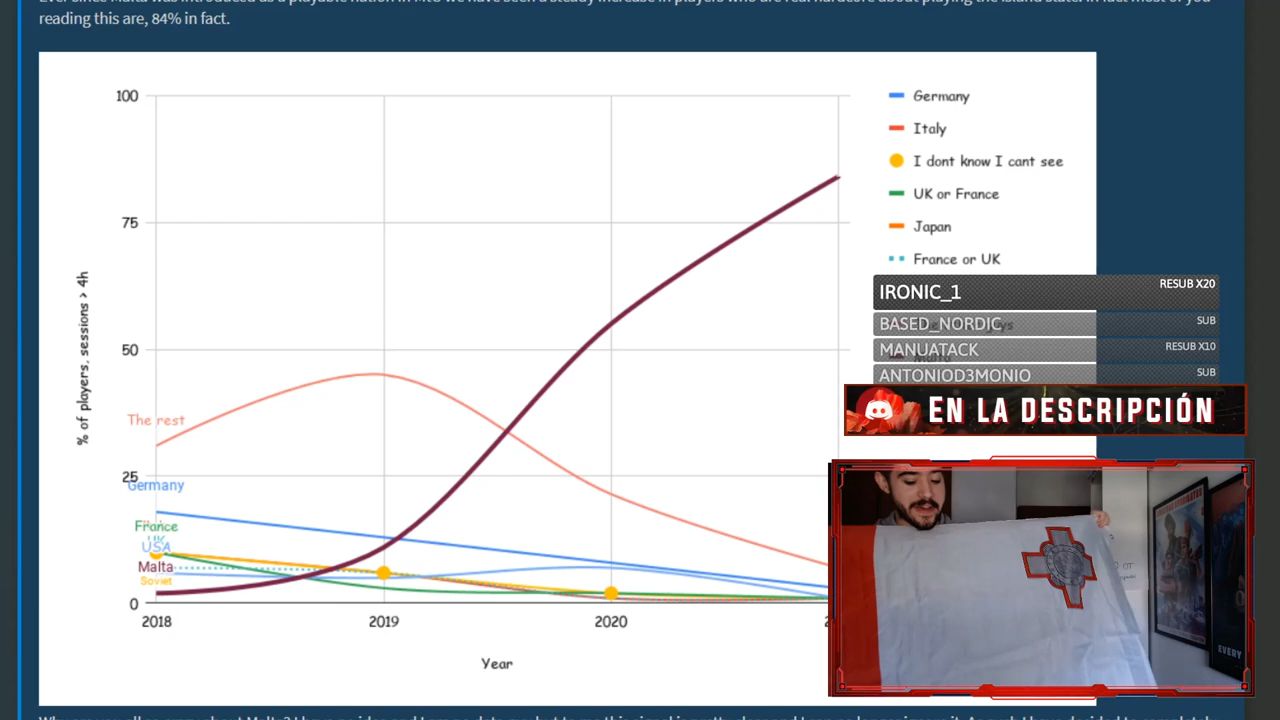 reading this are, 84% in fact.
100
75
50
25
0
% of players, sessions > 4h
The rest
Germany
France
UK
USA
Malta
Soviet
2018
2019
2020
Year
Germany
Italy
I dont know I cant see
UK or France
Japan
France or UK
IRONIC_1 RESUB X20
BASED_NORDIC SUB
MANUATACK RESUB X10
ANTONIOD3MONIO SUB
EN LA DESCRIPCIÓN
EVERY